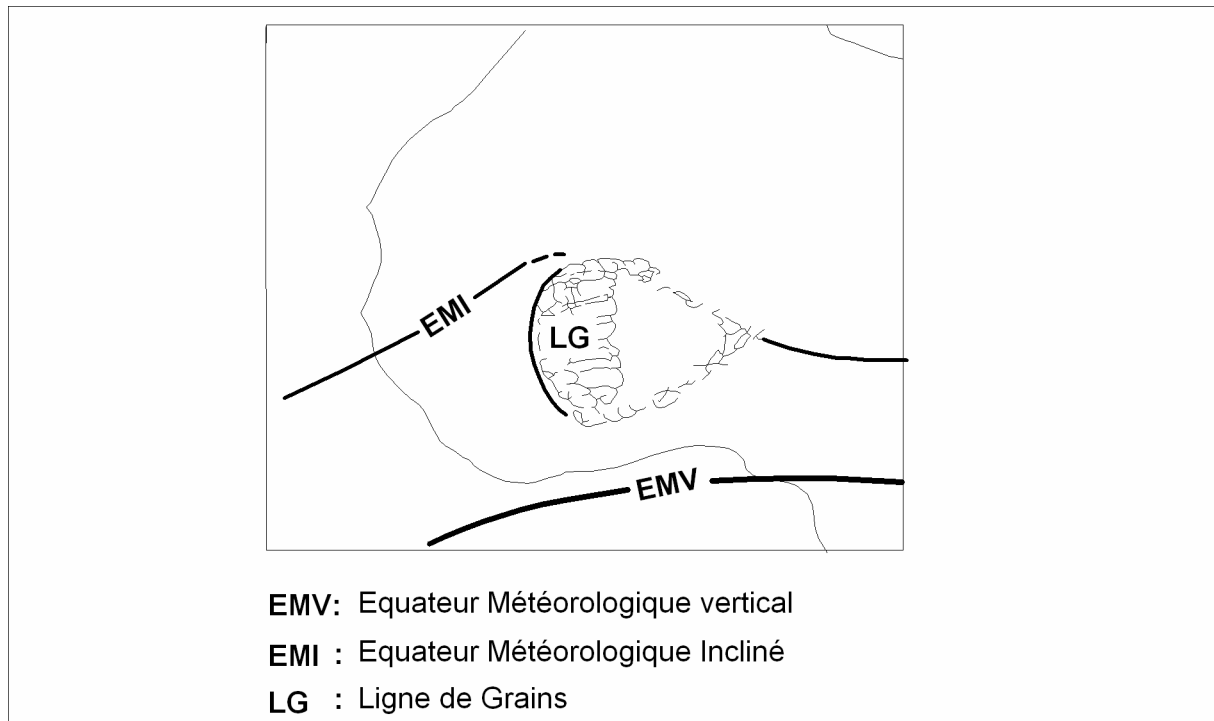 EMI
LG
EMV
EMV: Equateur Météorologique vertical
EMI : Equateur Météorologique Incliné
LG : Ligne de Grains